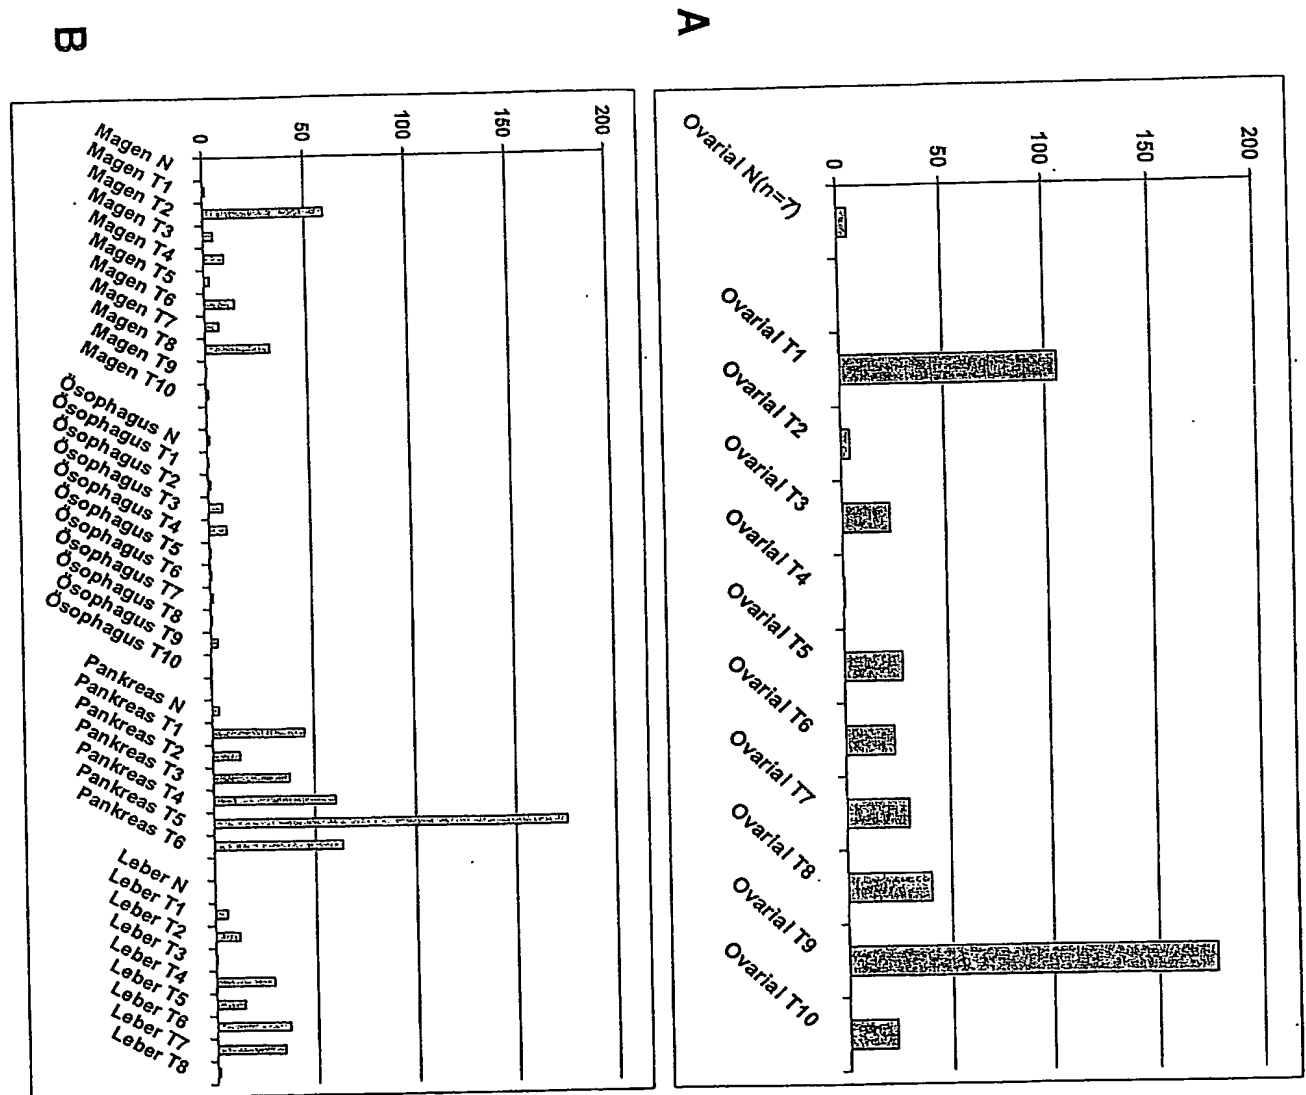 A
200
150
100
50
0
Ovarial N(n=7)
Ovarial T1
Ovarial T2
Ovarial T3
Ovarial T4
Ovarial T5
Ovarial T6
Ovarial T7
Ovarial T8
Ovarial T9
Ovarial T10
B
200
150
100
50
0
Magen N
Magen T1
Magen T2
Magen T3
Magen T4
Magen T5
Magen T6
Magen T7
Magen T8
Magen T9
Magen T10
Ösophagus N
Ösophagus T1
Ösophagus T2
Ösophagus T3
Ösophagus T4
Ösophagus T5
Ösophagus T6
Ösophagus T7
Ösophagus T8
Ösophagus T9
Ösophagus T10
Pankreas N
Pankreas T1
Pankreas T2
Pankreas T3
Pankreas T4
Pankreas T5
Pankreas T6
Leber N
Leber T1
Leber T2
Leber T3
Leber T4
Leber T5
Leber T6
Leber T7
Leber T8